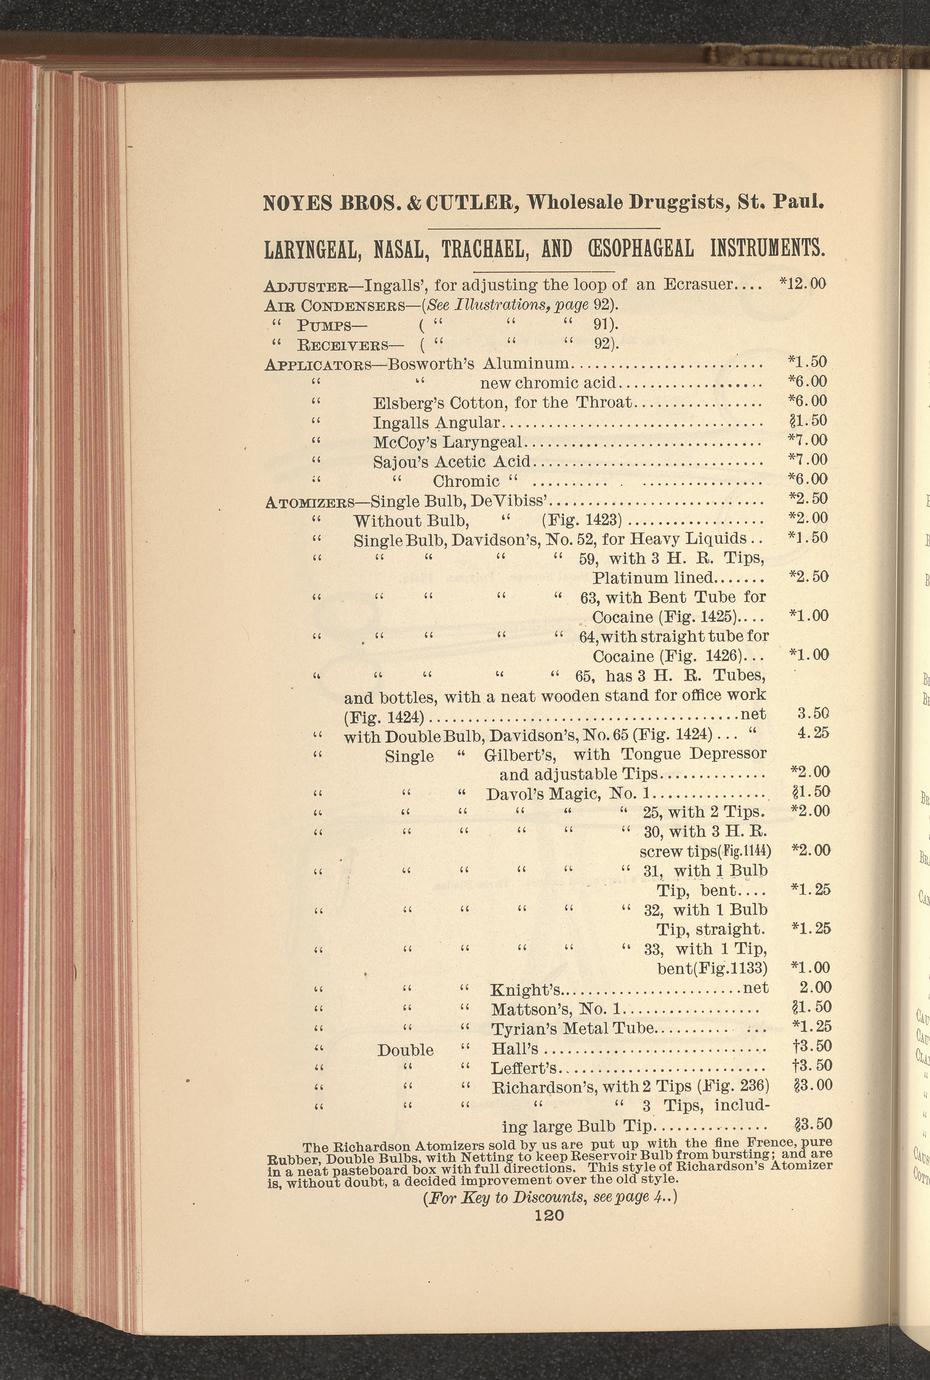 NOYES BROS. & CUTLER, Wholesale Druggists, St. Paul.
LARYNGEAL, NASAL, TRACHAEL, AND ŒSOPHAGEAL INSTRUMENTS.
ADJUSTER—Ingalls', for adjusting the loop of an Ecrasuer.... *12.00
AIR CONDENSERS—(See Illustrations, page 92).
“ PUMPS— ( “ “ “ 91).
“ RECEIVERS— ( “ “ “ 92).
APPLICATORS—Bosworth's Aluminum......................... *1.50
“ “ new chromic acid................... *6.00
“ Elsberg's Cotton, for the Throat................. *6.00
“ Ingalls Angular.................................. §1.50
“ McCoy's Laryngeal............................... *7.00
“ Sajou's Acetic Acid.............................. *7.00
“ “ Chromic “ .......... . ................ *6.00
ATOMIZERS—Single Bulb, DeVibiss'............................ *2.50
“ Without Bulb, “ (Fig. 1423) .................. *2.00
“ Single Bulb, Davidson's, No. 52, for Heavy Liquids .. *1.50
“ “ “ “ “ 59, with 3 H. R. Tips,
Platinum lined....... *2.50
“ “ “ “ “ 63, with Bent Tube for
Cocaine (Fig. 1425).... *1.00
“ “ “ “ “ 64, with straight tube for
Cocaine (Fig. 1426)... *1.00
“ “ “ “ “ 65, has 3 H. R. Tubes,
and bottles, with a neat wooden stand for office work
(Fig. 1424) ........................................net 3.50
“ with Double Bulb, Davidson's, No. 65 (Fig. 1424) ... “ 4.25
Single “ Gilbert's, with Tongue Depressor
and adjustable Tips.............. *2.00
“ “ “ Davol's Magic, No. 1............... §1.50
“ “ “ “ “ “ 25, with 2 Tips. *2.00
“ “ “ “ “ “ 30, with 3 H. R.
screw tips (Fig. 1144) *2.00
“ “ “ “ “ “ 31, with 1 Bulb
Tip, bent.... *1.25
“ “ “ “ “ “ 32, with 1 Bulb
Tip, straight. *1.25
“ “ “ “ “ “ 33, with 1 Tip,
bent (Fig. 1133) *1.00
“ “ “ Knight's.......................net 2.00
“ “ “ Mattson's, No. 1.................. §1.50
“ “ “ Tyrian's Metal Tube.......... ... *1.25
“ Double “ Hall's ............................. †3.50
“ “ “ Leffert's........................... †3.50
“ “ “ Richardson's, with 2 Tips (Fig. 236) §3.00
“ “ “ “ “ 3 Tips, includ-
ing large Bulb Tip............... §3.50
The Richardson Atomizers sold by us are put up with the fine Frence, pure
Rubber, Double Bulbs, with Netting to keep Reservoir Bulb from bursting; and are
in a neat pasteboard box with full directions. This style of Richardson's Atomizer
is, without doubt, a decided improvement over the old style.
(For Key to Discounts, see page 4..)
120